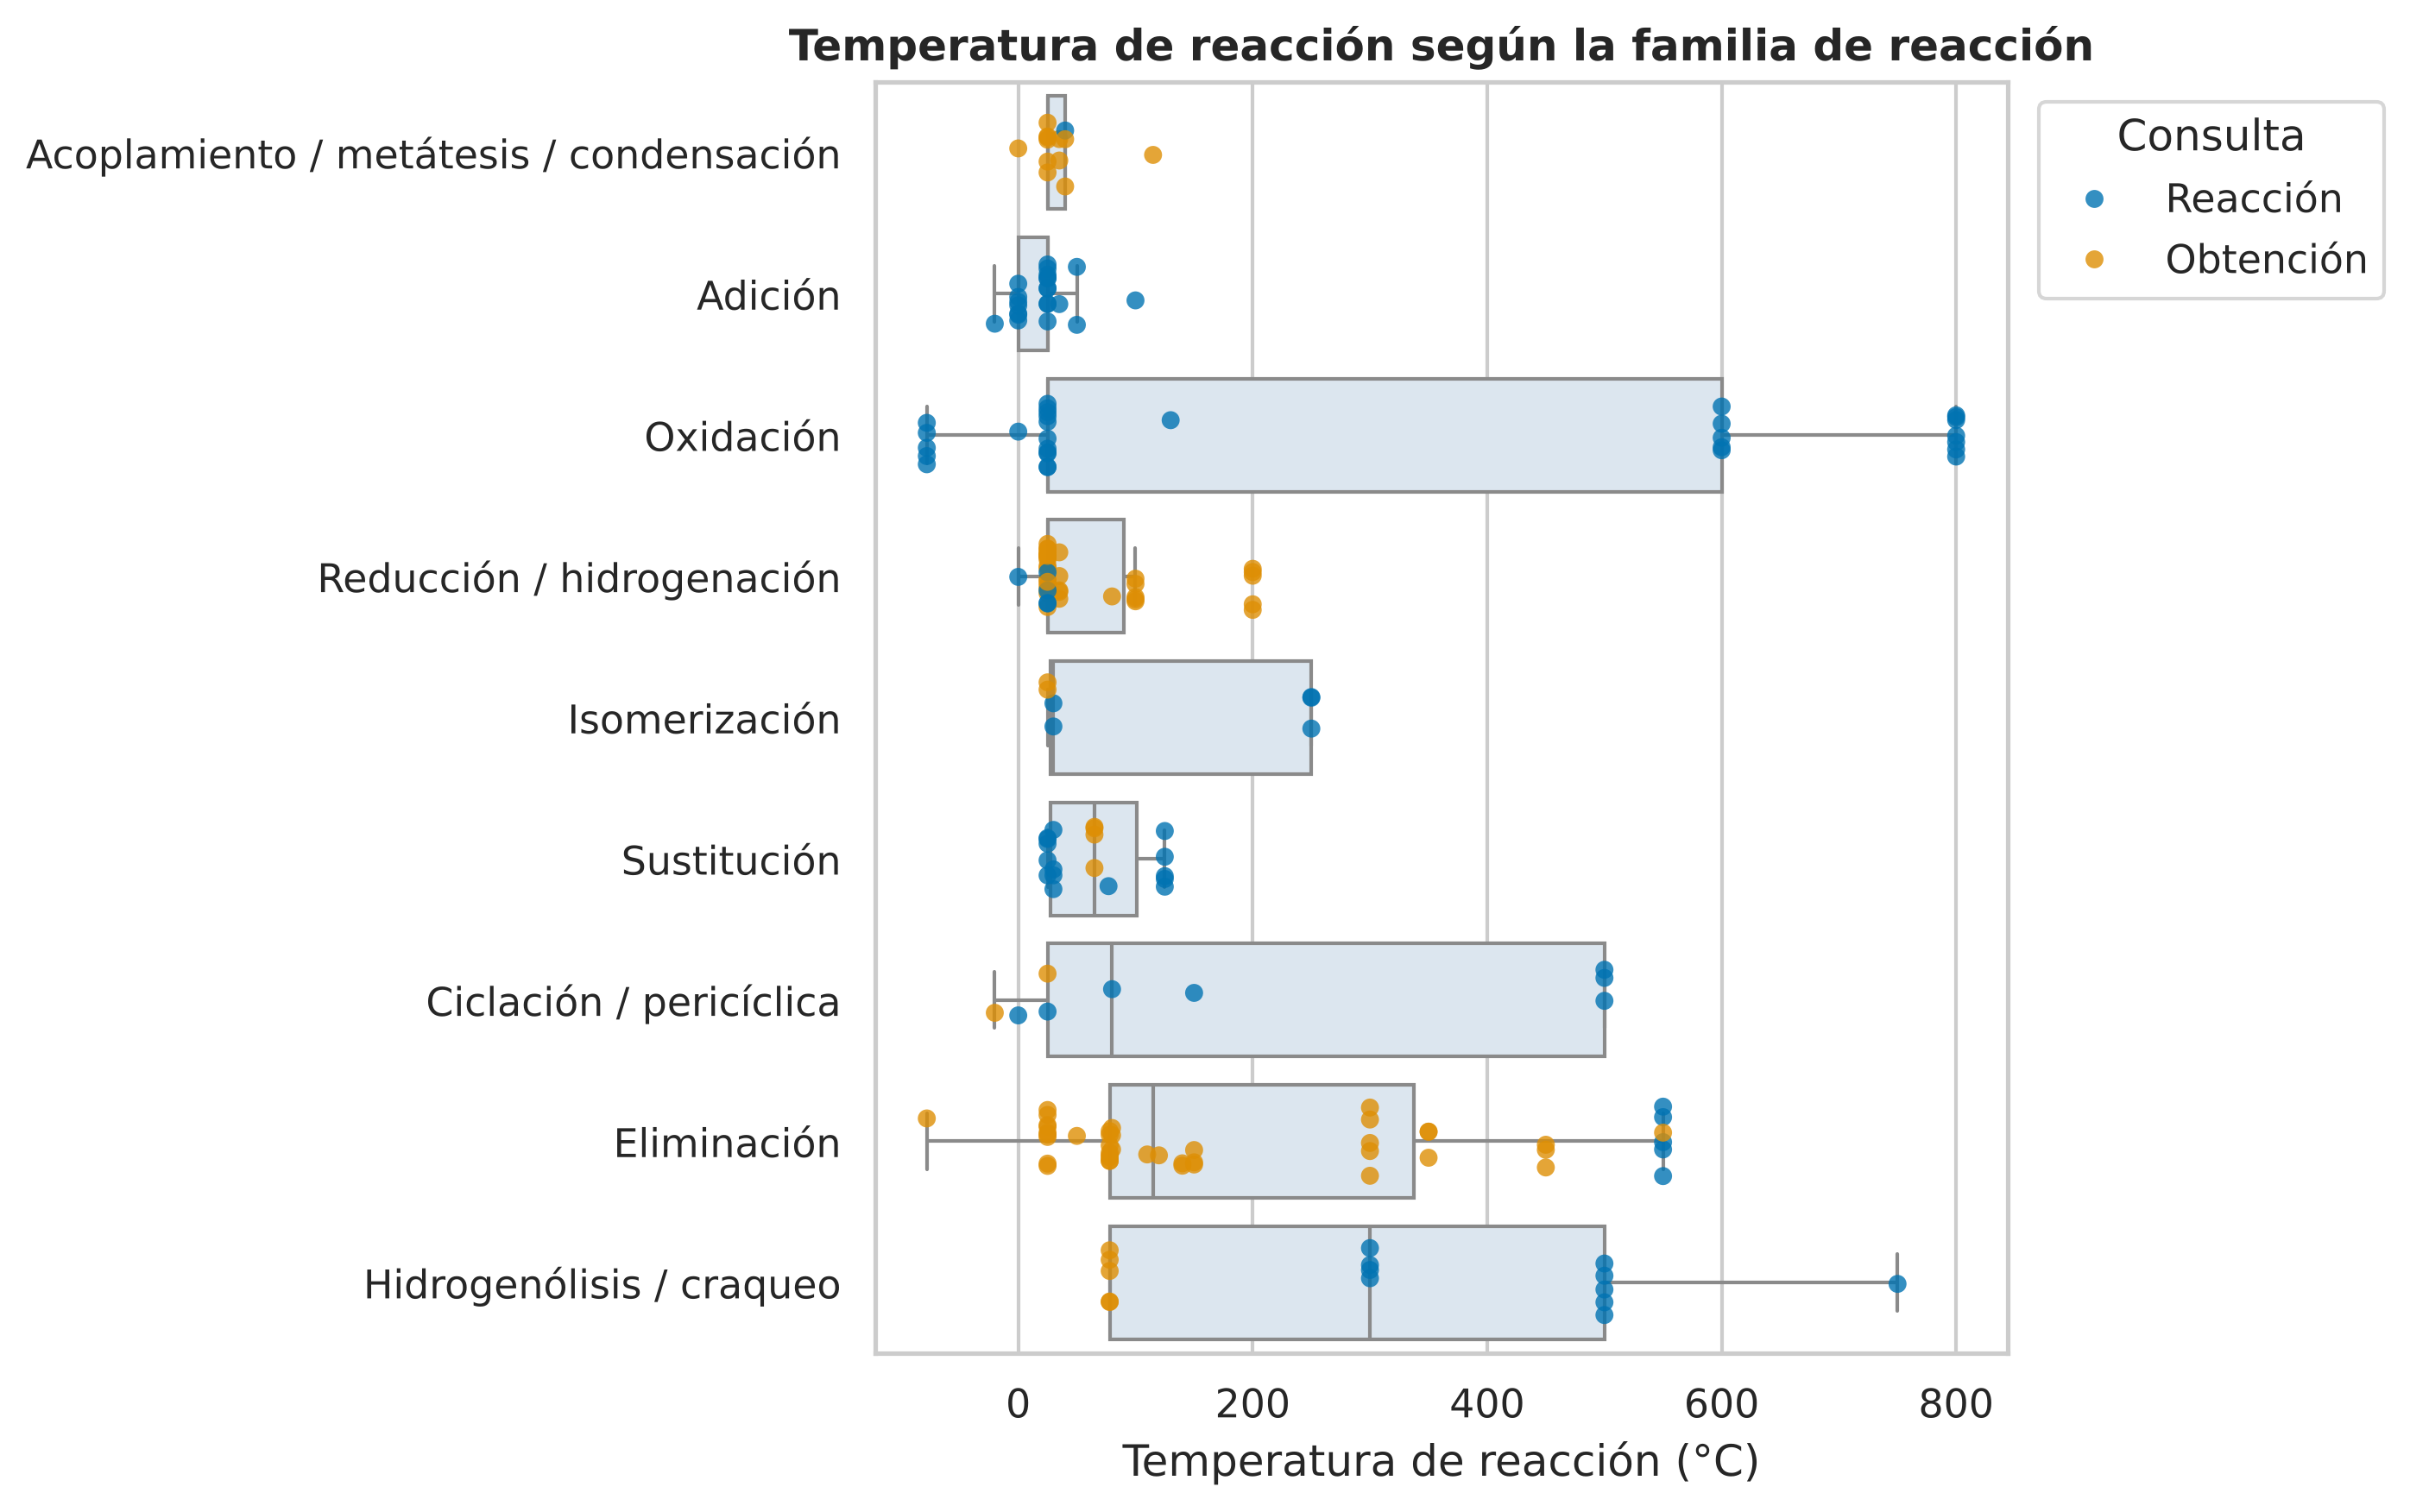 Temperatura de reacción según la familia de reacción
Acoplamiento / metátesis / condensación
Adición
Oxidación
Reducción / hidrogenación
Isomerización
Sustitución
Ciclación / pericíclica
Eliminación
Hidrogenólisis / craqueo
0 200 400 600 800
Temperatura de reacción (°C)
Consulta
Reacción
Obtención